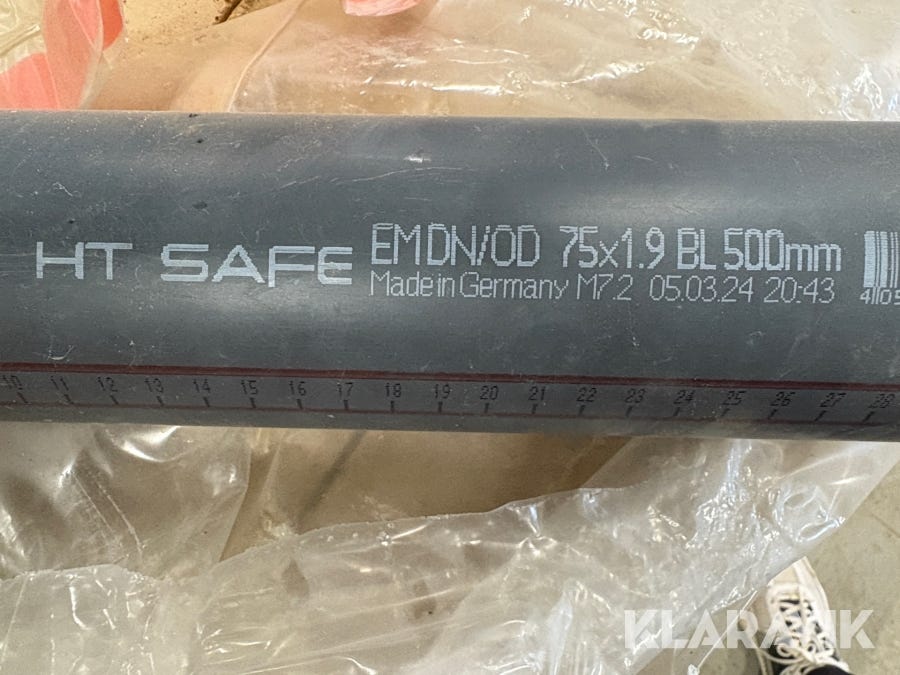 HT SAFE
EM DN/OD 75x1.9 BL 500mm
Made in Germany M7.2 05.03.24 20:43
10 11 12 13 14 15 16 17 18 19 20 21 22 23 24 25 26 27 28
KLARAVIK